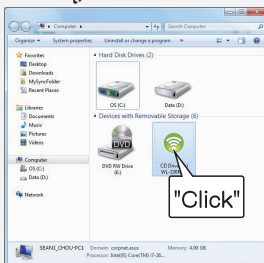 Computer
Search Computer
Organize
System properties
Uninstall or change a program
»
Favorites
Desktop
Downloads
MySyncFolder
Recent Places
Libraries
Documents
Music
Pictures
Videos
Computer
OS (C:)
Data (D:)
Network
Hard Disk Drives (2)
OS (C:)
Data (D:)
Devices with Removable Storage (6)
DVD
DVD RW Drive
(E:)
CD Drive
WL-330N
"Click"
SEAN1_CHOU-PC1
Domain: corpnet.asus
Memory: 4.00 GB
Processor: Intel(R) Core(TM) i7-26...